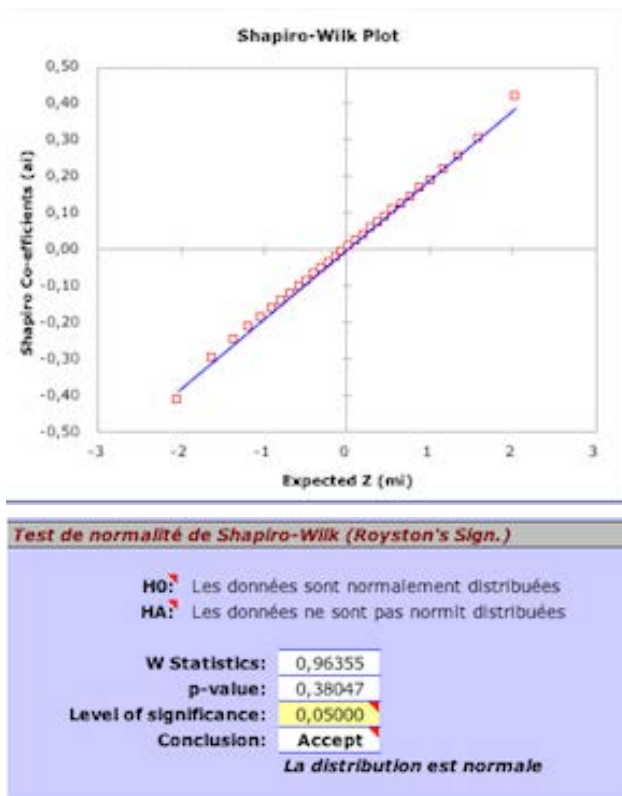 Shapiro-Wilk Plot
0,50
0,40
0,30
0,20
0,10
0,00
-0,10
-0,20
-0,30
-0,40
-0,50
Shapiro Co-efficients (ai)
-3 -2 -1 0 1 2 3
Expected Z (mi)
Test de normalité de Shapiro-Wilk (Royston's Sign.)
H0: Les données sont normalement distribuées
HA: Les données ne sont pas normit distribuées
W Statistics: 0,96355
p-value: 0,38047
Level of significance: 0,05000
Conclusion: Accept
La distribution est normale